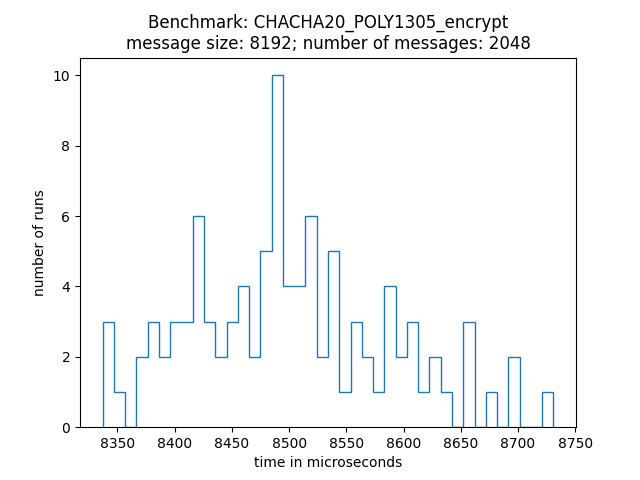 Benchmark: CHACHA20_POLY1305_encrypt
message size: 8192; number of messages: 2048
10
8
6
4
2
0
number of runs
8350 8400 8450 8500 8550 8600 8650 8700 8750
time in microseconds